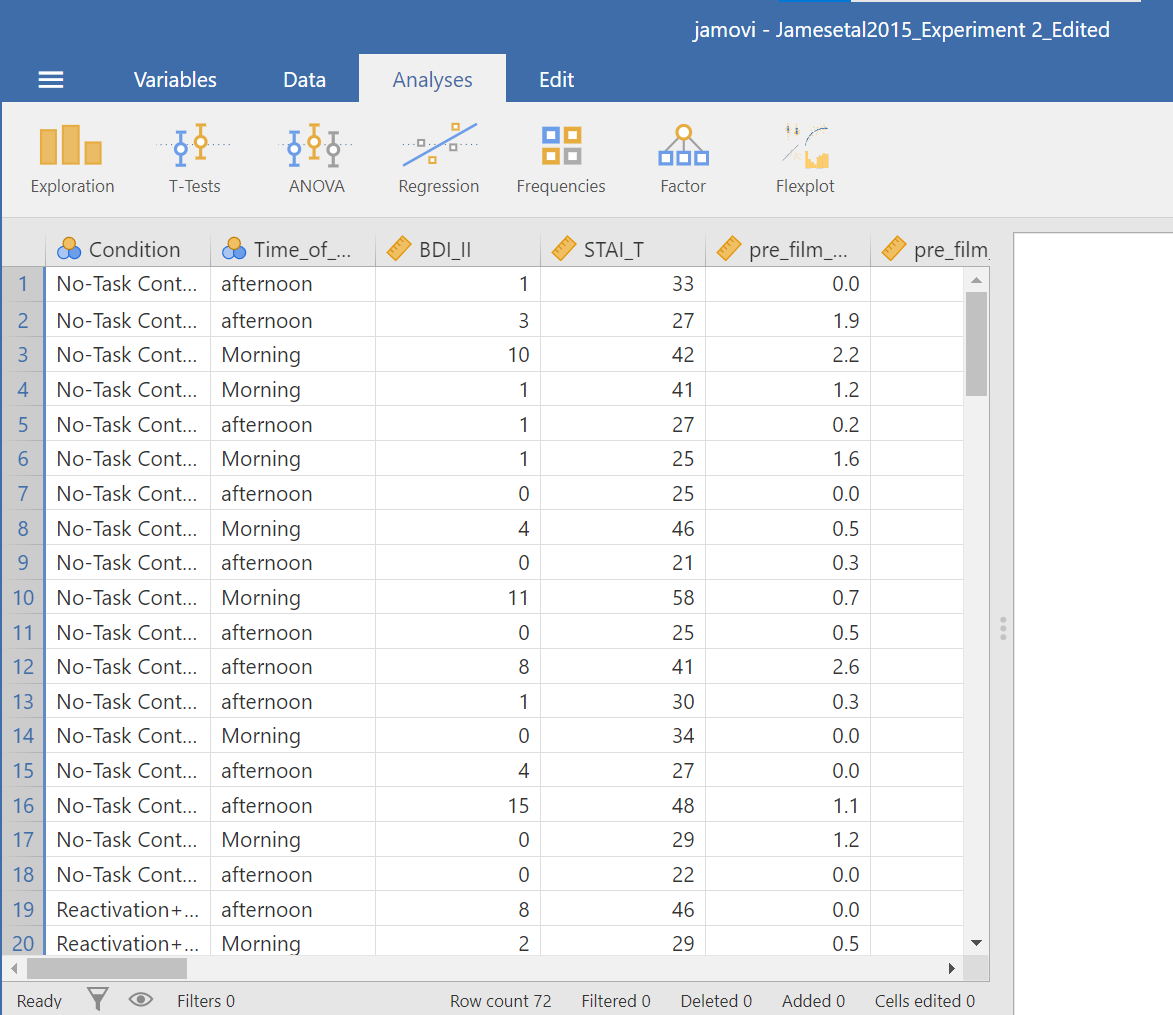 jamovi - Jamesetal2015_Experiment 2_Edited
Variables Data Analyses Edit
Exploration T-Tests ANOVA Regression Frequencies Factor Flexplot
Condition Time_of_... BDI_II STAI_T pre_film_... pre_film_
1 No-Task Cont... afternoon 1 33 0.0
2 No-Task Cont... afternoon 3 27 1.9
3 No-Task Cont... Morning 10 42 2.2
4 No-Task Cont... Morning 1 41 1.2
5 No-Task Cont... afternoon 1 27 0.2
6 No-Task Cont... Morning 1 25 1.6
7 No-Task Cont... afternoon 0 25 0.0
8 No-Task Cont... Morning 4 46 0.5
9 No-Task Cont... afternoon 0 21 0.3
10 No-Task Cont... Morning 11 58 0.7
11 No-Task Cont... afternoon 0 25 0.5
12 No-Task Cont... afternoon 8 41 2.6
13 No-Task Cont... afternoon 1 30 0.3
14 No-Task Cont... Morning 0 34 0.0
15 No-Task Cont... afternoon 4 27 0.0
16 No-Task Cont... afternoon 15 48 1.1
17 No-Task Cont... Morning 0 29 1.2
18 No-Task Cont... afternoon 0 22 0.0
19 Reactivation+... afternoon 8 46 0.0
20 Reactivation+... Morning 2 29 0.5
Ready Filters 0 Row count 72 Filtered 0 Deleted 0 Added 0 Cells edited 0